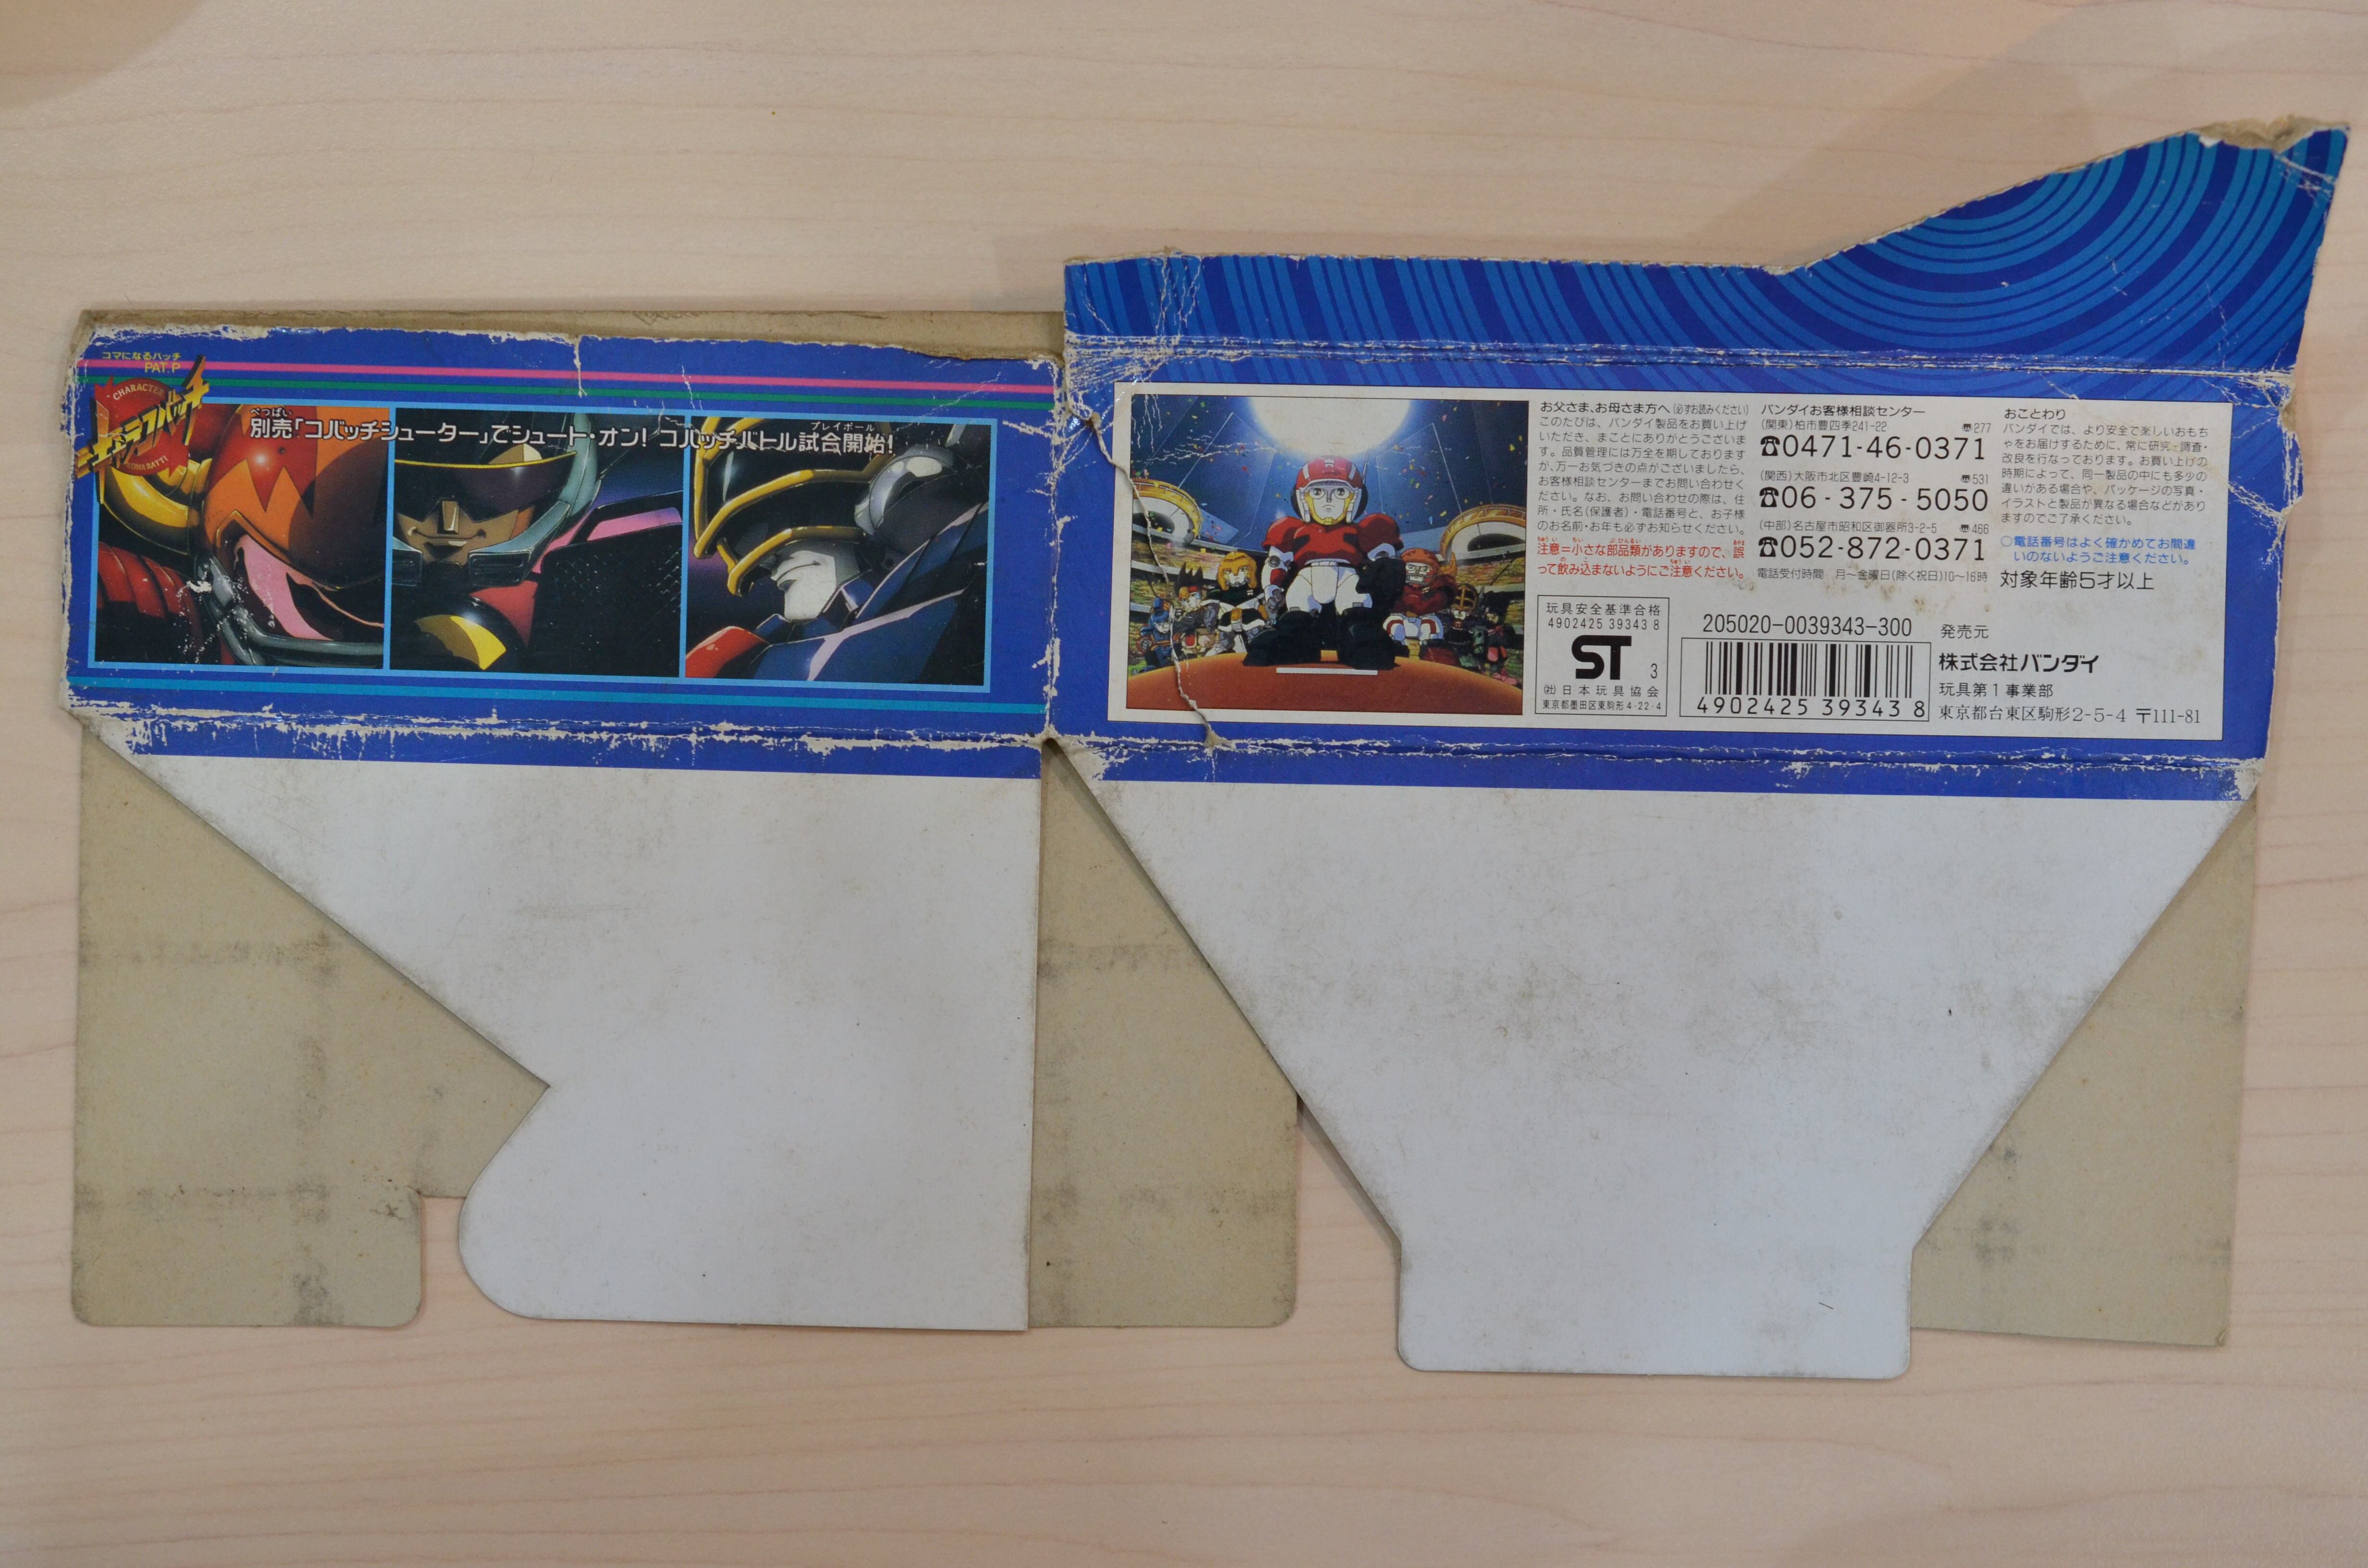 コマになるバッチ
PAT.P
CHARACTER
キャラコバッチ
べっぱい
別売「コバッチシューター」でシュート・オン! コバッチバトル試合開始!
プレイボール
お父さま、お母さま方へ(必ずお読みください)
このたびは、バンダイ製品をお買い上げ
いただき、まことにありがとうございま
す。品質管理には万全を期しております
が、万一お気づきの点がございましたら、
お客様相談センターまでお問い合わせく
ださい。なお、お問い合わせの際は、住
所・氏名(保護者)・電話番号と、お子様
のお名前・お年も必ずお知らせください。
注意=小さな部品類がありますので、誤
って飲み込まないようにご注意ください。
バンダイお客様相談センター
(関東)柏市豊四季241-22 〠277
☎0471-46-0371
(関西)大阪市北区豊崎4-12-3 〠531
☎06-375-5050
(中部)名古屋市昭和区御器所3-2-5 〠466
☎052-872-0371
電話受付時間 月〜金曜日(除く祝日)10〜16時
おことわり
バンダイでは、より安全で楽しいおもち
ゃをお届けするために、常に研究・調査・
改良を行なっております。お買い上げの
時期によって、同一製品の中にも多少の
違いがある場合や、パッケージの写真・
イラストと製品が異なる場合などがあり
ますのでご了承ください。
○電話番号はよく確かめてお間違
いのないようご注意ください。
対象年齢5才以上
玩具安全基準合格
4902425 39343 8
ST 3
(社)日本玩具協会
東京都墨田区東駒形4-22-4
205020-0039343-300
4902425 39343 8
発売元
株式会社バンダイ
玩具第1事業部
東京都台東区駒形2-5-4 〒111-81